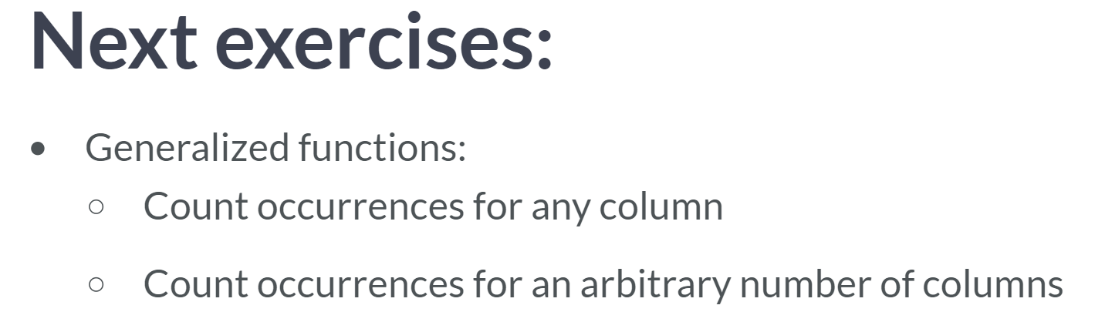 Next exercises:
• Generalized functions:
○ Count occurrences for any column
○ Count occurrences for an arbitrary number of columns